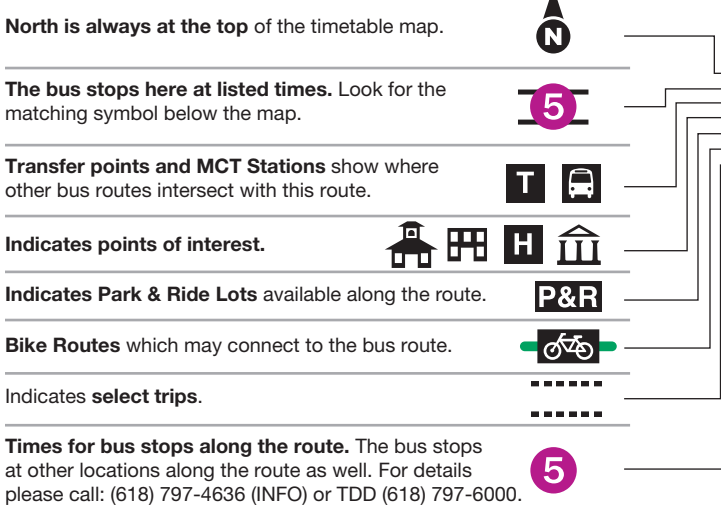 North is always at the top of the timetable map.
N
The bus stops here at listed times. Look for the
matching symbol below the map.
5
Transfer points and MCT Stations show where
other bus routes intersect with this route.
T
Indicates points of interest.
H
Indicates Park & Ride Lots available along the route.
P&R
Bike Routes which may connect to the bus route.
Indicates select trips.
Times for bus stops along the route. The bus stops
at other locations along the route as well. For details
please call: (618) 797-4636 (INFO) or TDD (618) 797-6000.
5